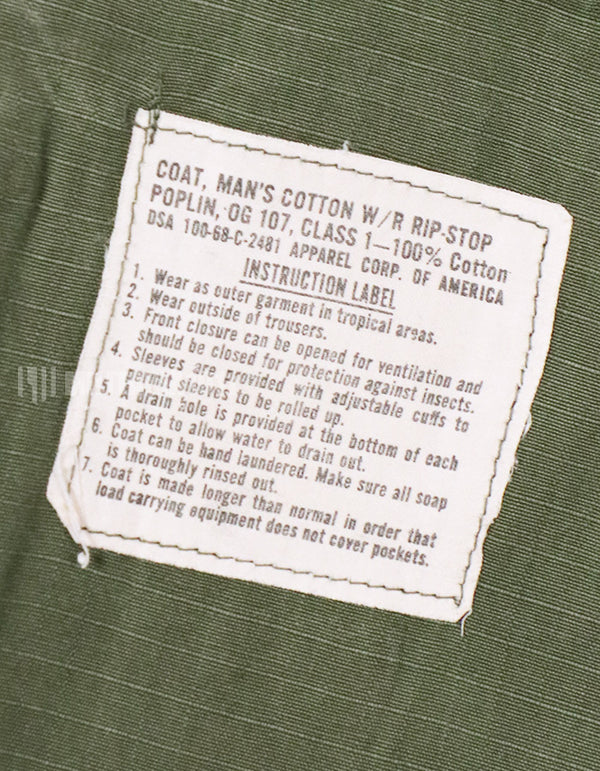 COAT, MAN'S COTTON W/R RIP-STOP
POPLIN, OG 107, CLASS 1—100% Cotton
DSA 100-68-C-2481 APPAREL CORP. OF AMERICA
INSTRUCTION LABEL
1. Wear as outer garment in tropical areas.
2. Wear outside of trousers.
3. Front closure can be opened for ventilation and
should be closed for protection against insects.
4. Sleeves are provided with adjustable cuffs to
permit sleeves to be rolled up.
5. A drain hole is provided at the bottom of each
pocket to allow water to drain out.
6. Coat can be hand laundered. Make sure all soap
is thoroughly rinsed out.
7. Coat is made longer than normal in order that
load carrying equipment does not cover pockets.